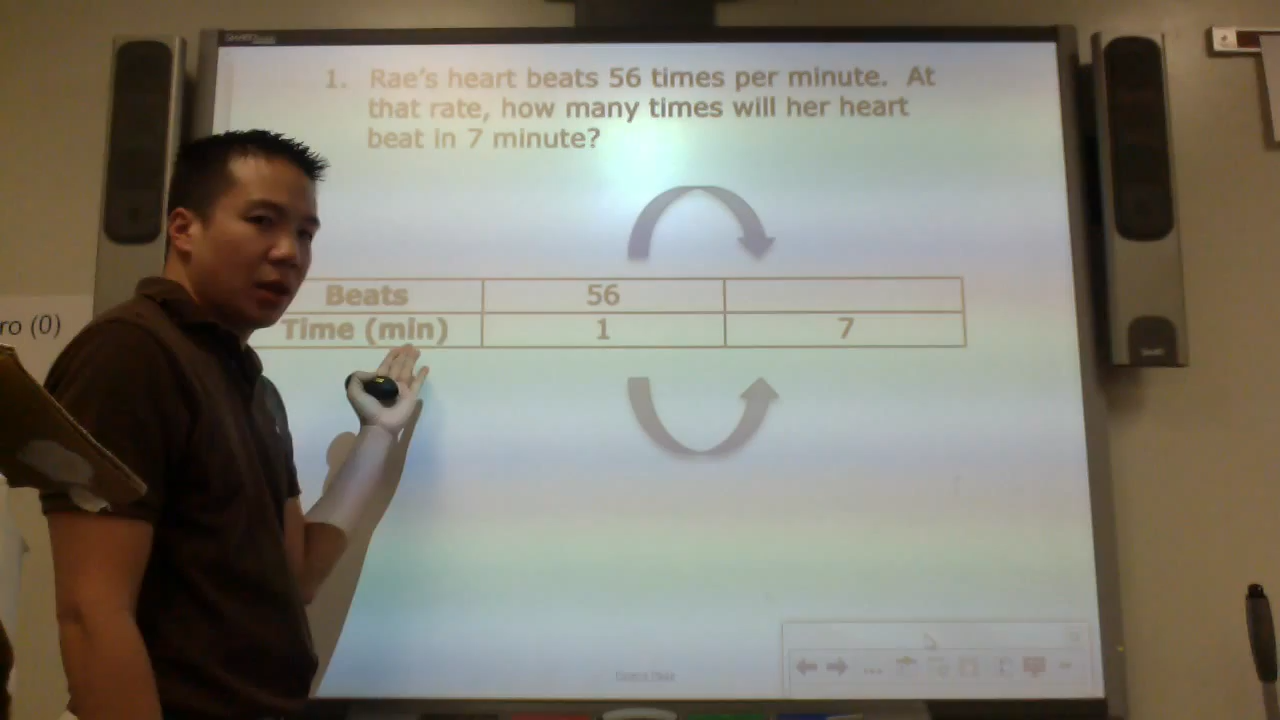 1. Rae's heart beats 56 times per minute. At
that rate, how many times will her heart
beat in 7 minute?
Beats 56
Time (min) 1 7
ro (0)